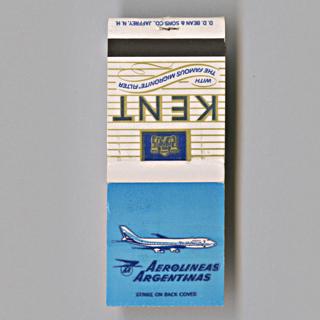 D. D. BEAN & SONS CO., JAFFREY, N. H.
WITH
THE FAMOUS MICRONITE FILTER
KENT
AEROLINEAS
ARGENTINAS
STRIKE ON BACK COVER